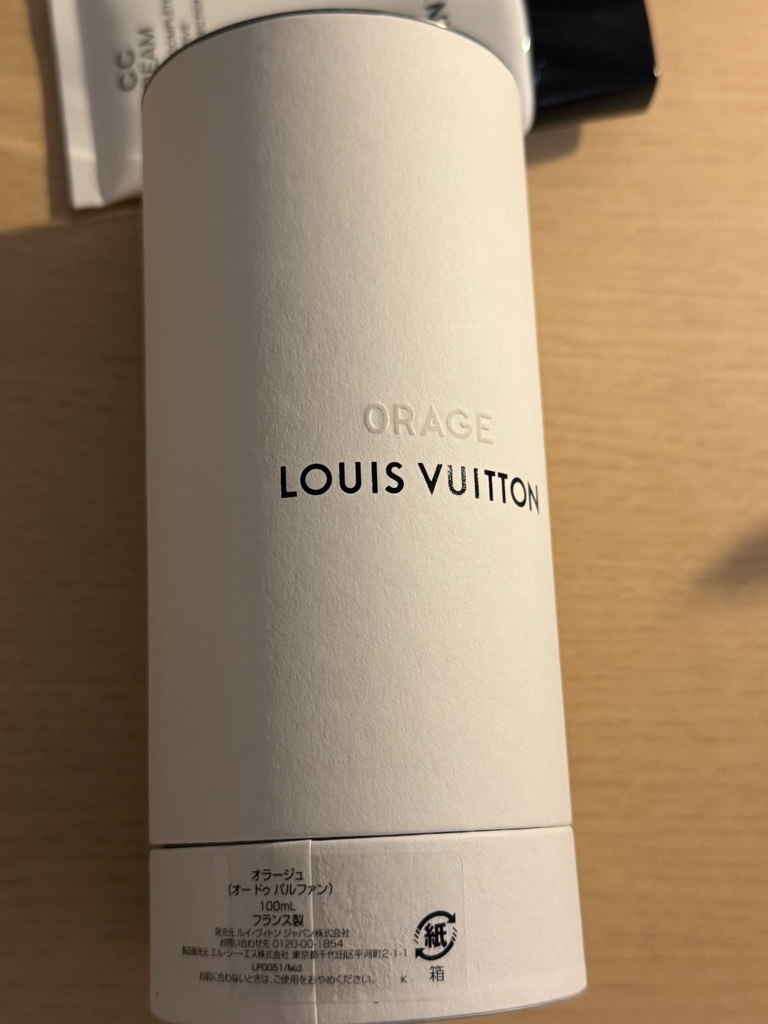 CC
ORAGE
LOUIS VUITTON
オラージュ
(オー ドゥ パルファン)
100mL
フランス製
発売元 ルイ・ヴィトン ジャパン株式会社
お問い合わせ先 0120-00-1854
製造販売元 エル・シー・エス株式会社 東京都千代田区平河町2-1-1
LP0051/Mid.
お肌に合わないときは、ご使用をおやめください。 K
紙
箱